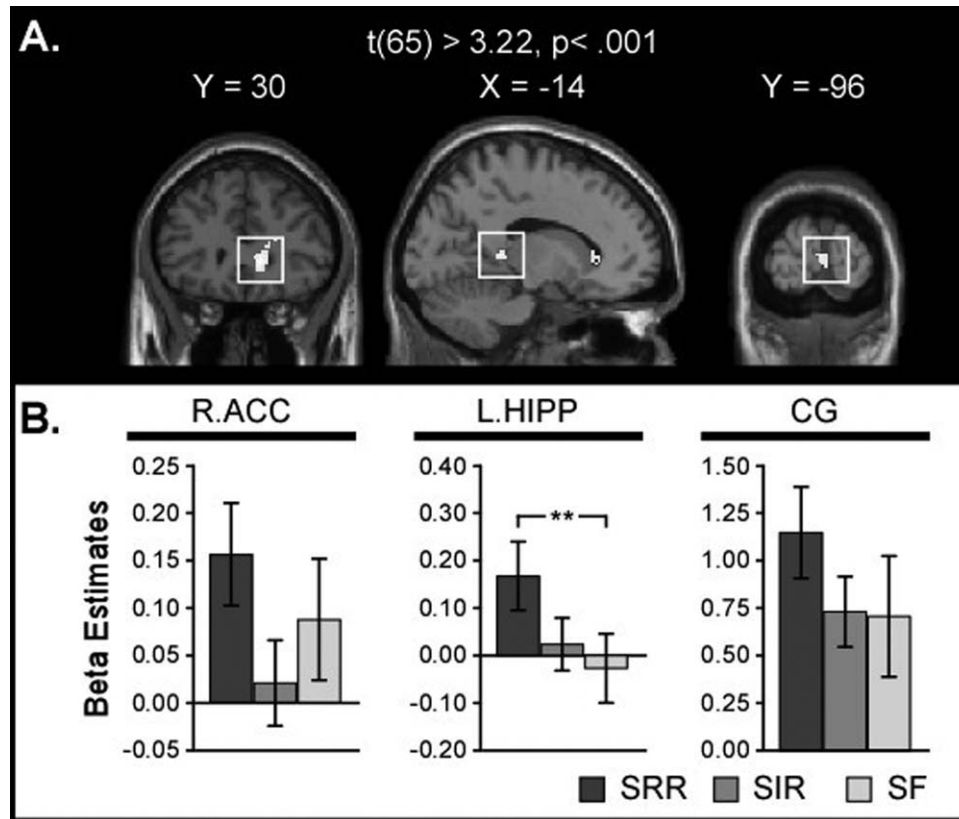 A.
t(65) > 3.22, p< .001
Y = 30 X = -14 Y = -96
B.
R.ACC L.HIPP CG
Beta Estimates
0.25 0.40 1.50
0.20 0.30 1.25
** 
0.15 0.20 1.00
0.10 0.10 0.75
0.05 0.00 0.50
0.00 -0.10 0.25
-0.05 -0.20 0.00
SRR SIR SF